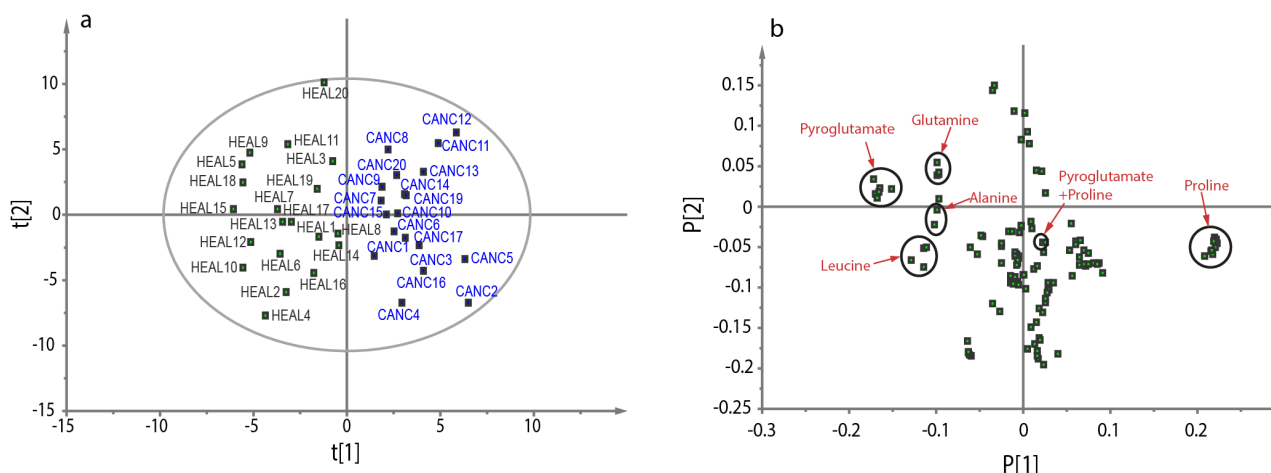 a
10
5
0
-5
-10
-15
-15
-10
-5
0
5
10
15
t[2]
t[1]
HEAL20
HEAL9
HEAL11
HEAL5
HEAL3
HEAL18
HEAL19
HEAL7
HEAL15
HEAL17
HEAL13
HEAL1
HEAL8
HEAL12
HEAL14
HEAL6
HEAL10
HEAL16
HEAL2
HEAL4
CANC12
CANC8
CANC11
CANC20
CANC13
CANC9
CANC14
CANC7
CANC19
CANC15
CANC10
CANC6
CANC17
CANC1
CANC3
CANC5
CANC16
CANC2
CANC4
b
0.15
0.1
0.05
0
-0.05
-0.1
-0.15
-0.2
-0.25
-0.3
-0.2
-0.1
0
0.1
0.2
P[2]
P[1]
Pyroglutamate
Glutamine
Alanine
Pyroglutamate
+Proline
Proline
Leucine